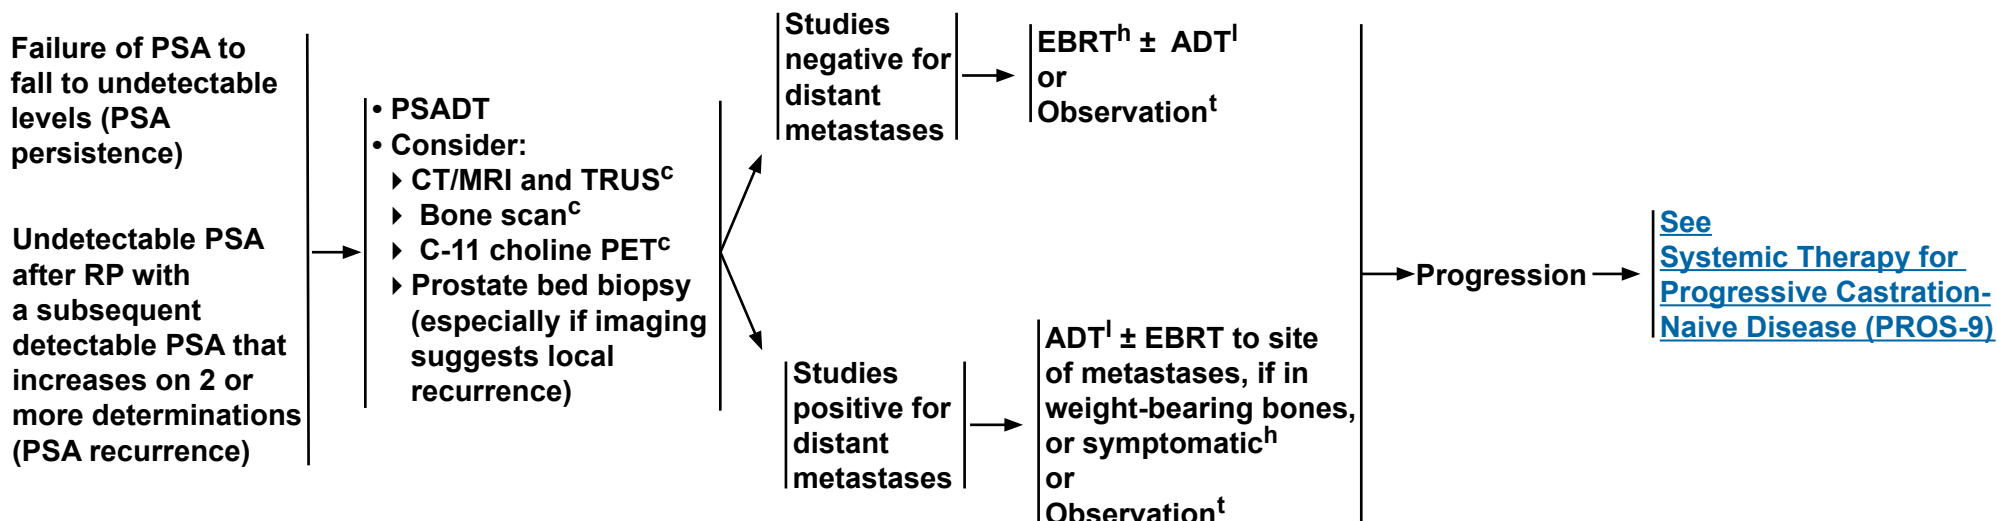 Failure of PSA to
fall to undetectable
levels (PSA
persistence)
Undetectable PSA
after RP with
a subsequent
detectable PSA that
increases on 2 or
more determinations
(PSA recurrence)
• PSADT
• Consider:
▸ CT/MRI and TRUSᶜ
▸ Bone scanᶜ
▸ C-11 choline PETᶜ
▸ Prostate bed biopsy
(especially if imaging
suggests local
recurrence)
Studies
negative for
distant
metastases
EBRTʰ ± ADTˡ
or
Observationᵗ
Studies
positive for
distant
metastases
ADTˡ ± EBRT to site
of metastases, if in
weight-bearing bones,
or symptomaticʰ
or
Observationᵗ
Progression
See
Systemic Therapy for
Progressive Castration-
Naive Disease (PROS-9)